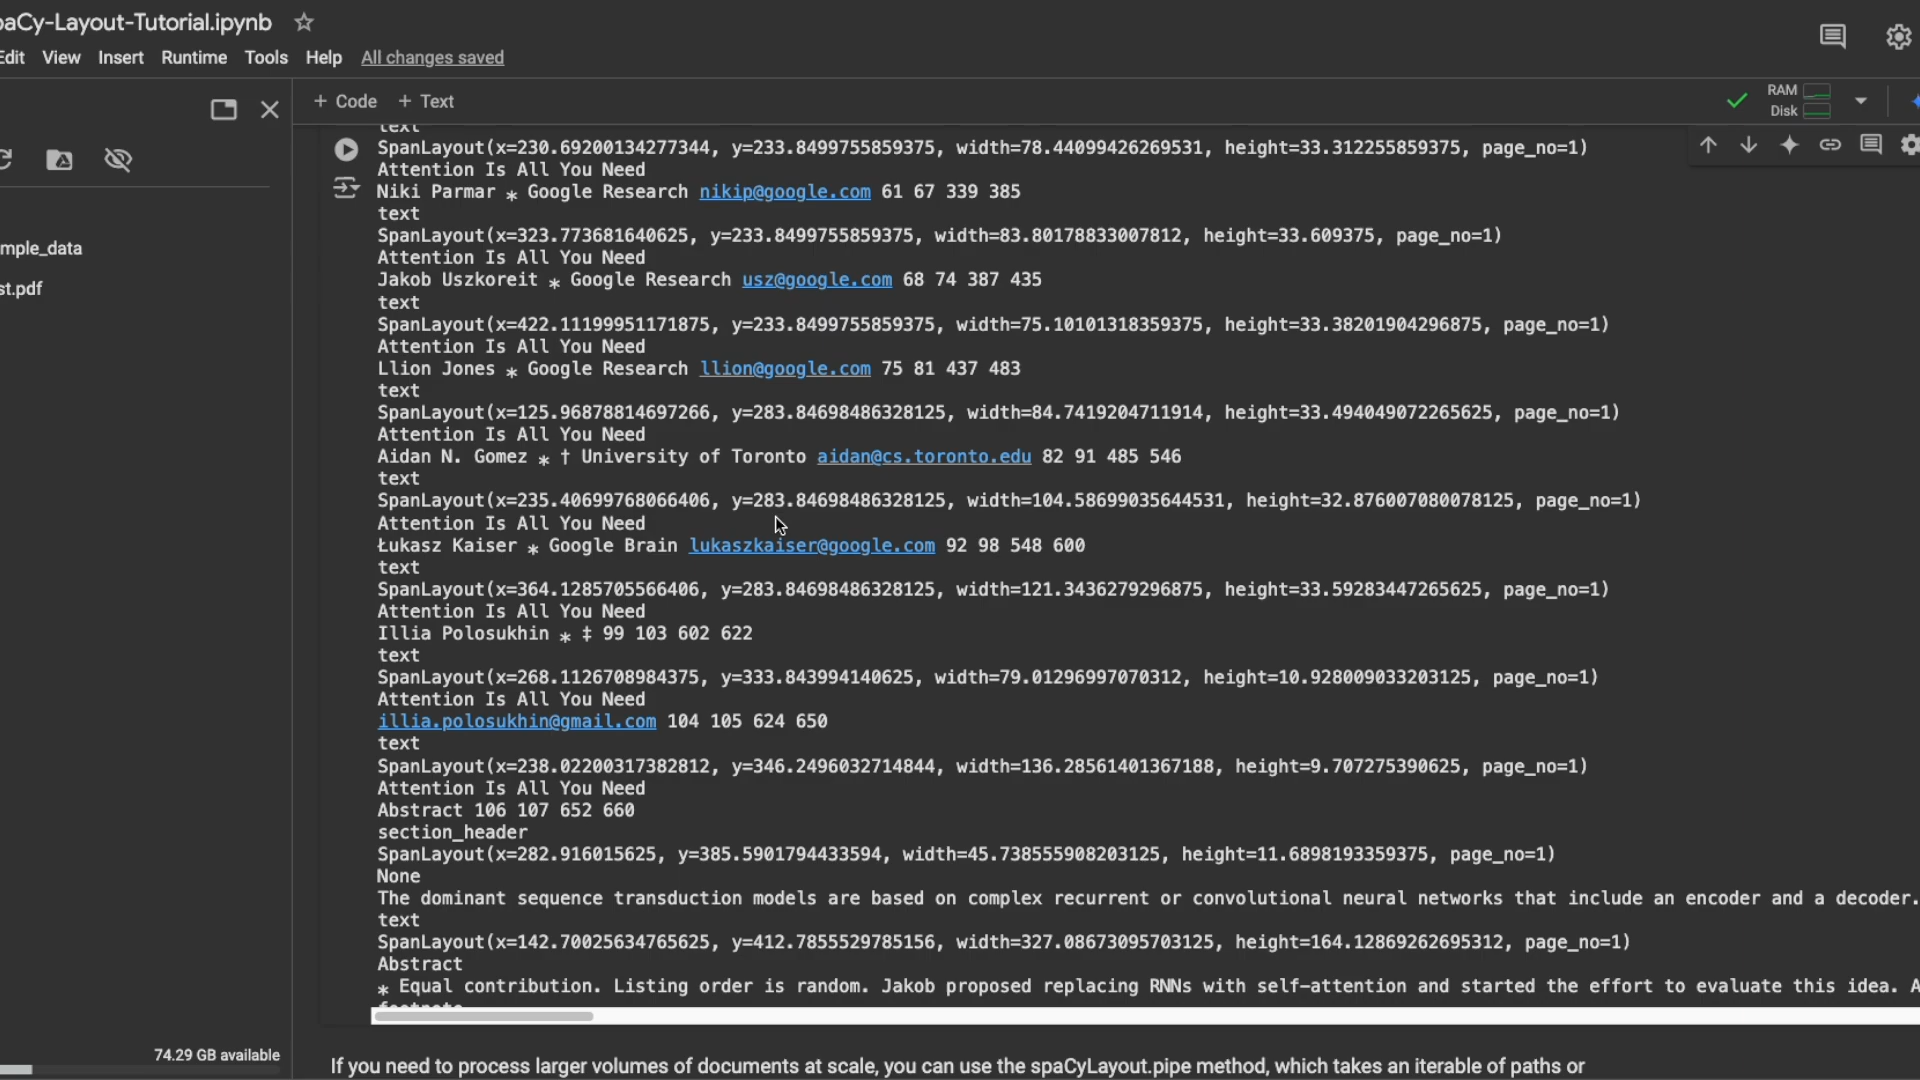 paCy-Layout-Tutorial.ipynb
Edit View Insert Runtime Tools Help All changes saved
+ Code + Text
RAM
Disk
mple_data
st.pdf
74.29 GB available
text
SpanLayout(x=230.69200134277344, y=233.8499755859375, width=78.44099426269531, height=33.312255859375, page_no=1)
Attention Is All You Need
Niki Parmar * Google Research nikip@google.com 61 67 339 385
text
SpanLayout(x=323.773681640625, y=233.8499755859375, width=83.80178833007812, height=33.609375, page_no=1)
Attention Is All You Need
Jakob Uszkoreit * Google Research usz@google.com 68 74 387 435
text
SpanLayout(x=422.11199951171875, y=233.8499755859375, width=75.10101318359375, height=33.38201904296875, page_no=1)
Attention Is All You Need
Llion Jones * Google Research llion@google.com 75 81 437 483
text
SpanLayout(x=125.96878814697266, y=283.84698486328125, width=84.7419204711914, height=33.494049072265625, page_no=1)
Attention Is All You Need
Aidan N. Gomez * † University of Toronto aidan@cs.toronto.edu 82 91 485 546
text
SpanLayout(x=235.40699768066406, y=283.84698486328125, width=104.58699035644531, height=32.876007080078125, page_no=1)
Attention Is All You Need
Łukasz Kaiser * Google Brain lukaszkaiser@google.com 92 98 548 600
text
SpanLayout(x=364.1285705566406, y=283.84698486328125, width=121.3436279296875, height=33.59283447265625, page_no=1)
Attention Is All You Need
Illia Polosukhin * ‡ 99 103 602 622
text
SpanLayout(x=268.1126708984375, y=333.843994140625, width=79.01296997070312, height=10.928009033203125, page_no=1)
Attention Is All You Need
illia.polosukhin@gmail.com 104 105 624 650
text
SpanLayout(x=238.02200317382812, y=346.2496032714844, width=136.28561401367188, height=9.707275390625, page_no=1)
Attention Is All You Need
Abstract 106 107 652 660
section_header
SpanLayout(x=282.916015625, y=385.5901794433594, width=45.738555908203125, height=11.6898193359375, page_no=1)
None
The dominant sequence transduction models are based on complex recurrent or convolutional neural networks that include an encoder and a decoder.
text
SpanLayout(x=142.70025634765625, y=412.7855529785156, width=327.08673095703125, height=164.12869262695312, page_no=1)
Abstract
* Equal contribution. Listing order is random. Jakob proposed replacing RNNs with self-attention and started the effort to evaluate this idea. A
footnote
If you need to process larger volumes of documents at scale, you can use the spaCyLayout.pipe method, which takes an iterable of paths or